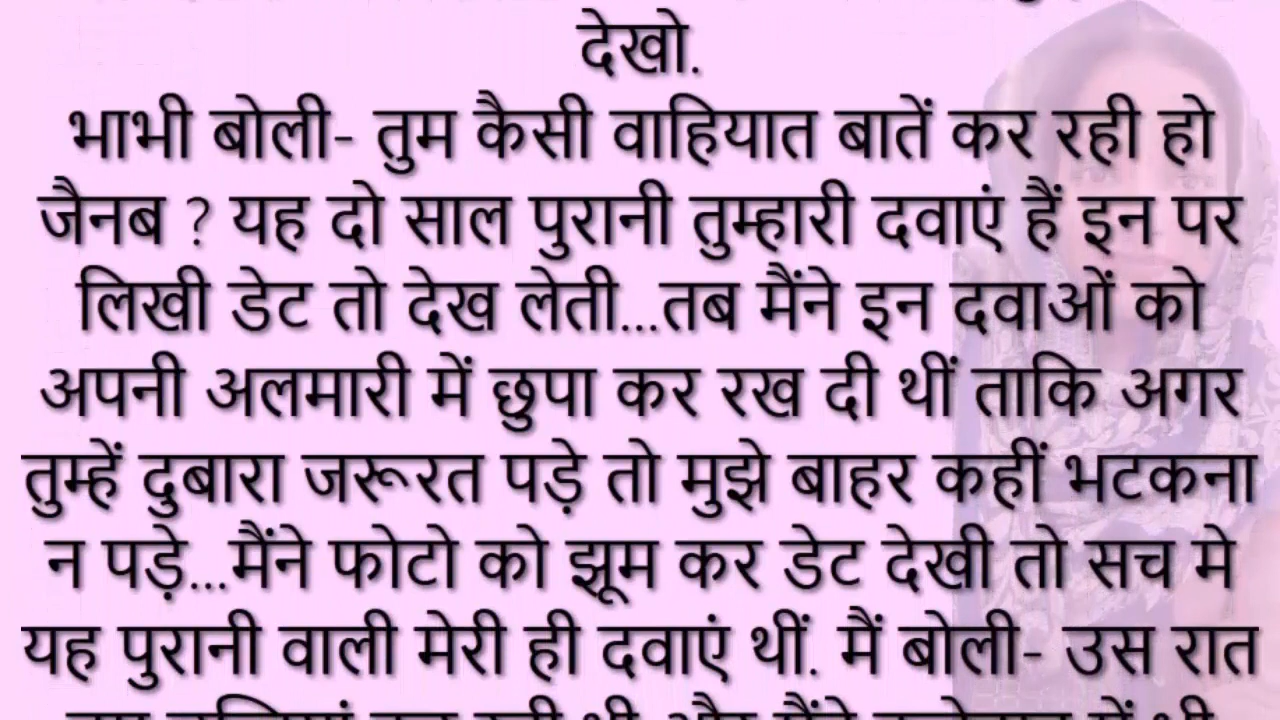 देखो.
भाभी बोली- तुम कैसी वाहियात बातें कर रही हो
जैनब ? यह दो साल पुरानी तुम्हारी दवाएं हैं इन पर
लिखी डेट तो देख लेती...तब मैंने इन दवाओं को
अपनी अलमारी में छुपा कर रख दी थीं ताकि अगर
तुम्हें दुबारा जरूरत पड़े तो मुझे बाहर कहीं भटकना
न पड़े...मैंने फोटो को झूम कर डेट देखी तो सच मे
यह पुरानी वाली मेरी ही दवाएं थीं. मैं बोली- उस रात